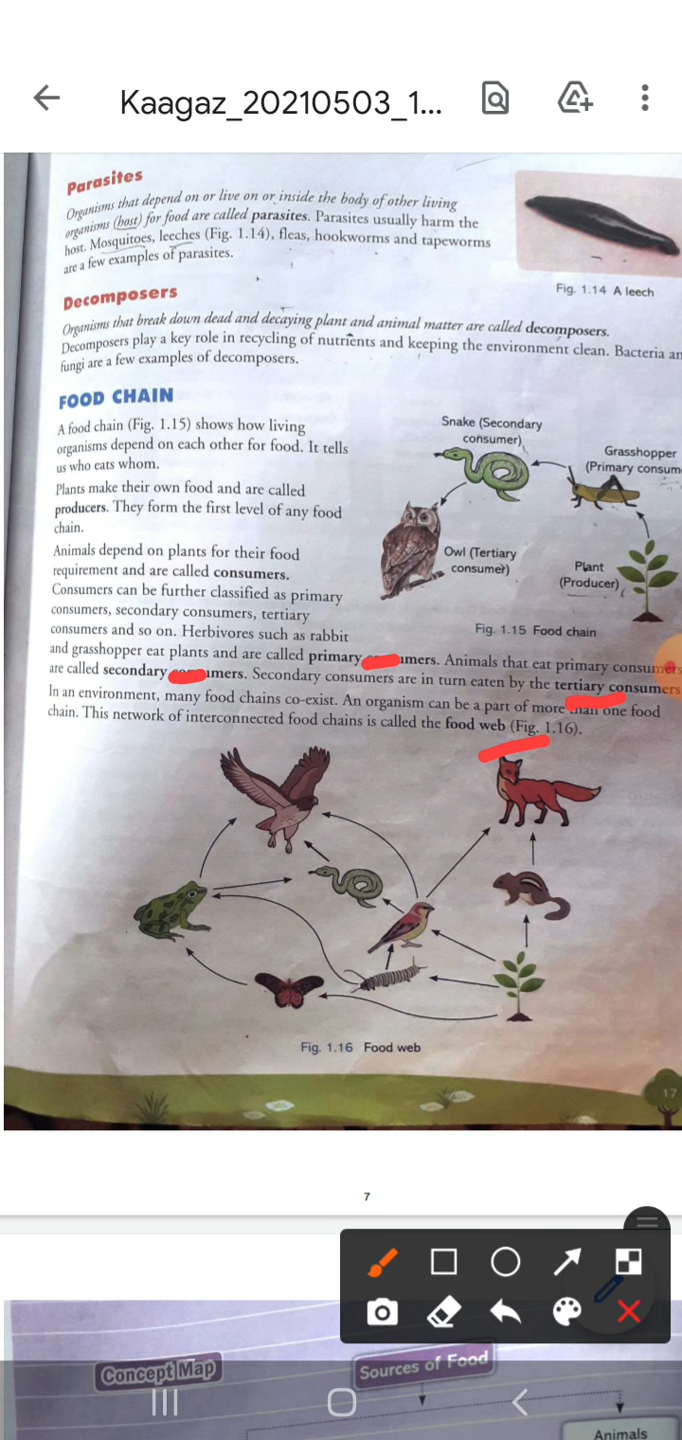 Kaagaz_20210503_1...
Parasites
Organisms that depend on or live on or inside the body of other living
organisms (host) for food are called parasites. Parasites usually harm the
host. Mosquitoes, leeches (Fig. 1.14), fleas, hookworms and tapeworms
are a few examples of parasites.
Fig. 1.14 A leech
Decomposers
Organisms that break down dead and decaying plant and animal matter are called decomposers.
Decomposers play a key role in recycling of nutrients and keeping the environment clean. Bacteria an
fungi are a few examples of decomposers.
FOOD CHAIN
A food chain (Fig. 1.15) shows how living
organisms depend on each other for food. It tells
us who eats whom.
Plants make their own food and are called
producers. They form the first level of any food
chain.
Animals depend on plants for their food
requirement and are called consumers.
Consumers can be further classified as primary
consumers, secondary consumers, tertiary
consumers and so on. Herbivores such as rabbit
and grasshopper eat plants and are called primary umers. Animals that eat primary consumers
are called secondary umers. Secondary consumers are in turn eaten by the tertiary consumers
In an environment, many food chains co-exist. An organism can be a part of more than one food
chain. This network of interconnected food chains is called the food web (Fig. 1.16).
Snake (Secondary
consumer)
Grasshopper
(Primary consum
Owl (Tertiary
consumer)
Plant
(Producer)
Fig. 1.15 Food chain
Fig. 1.16 Food web
17
7
Concept Map
Sources of Food
Animals